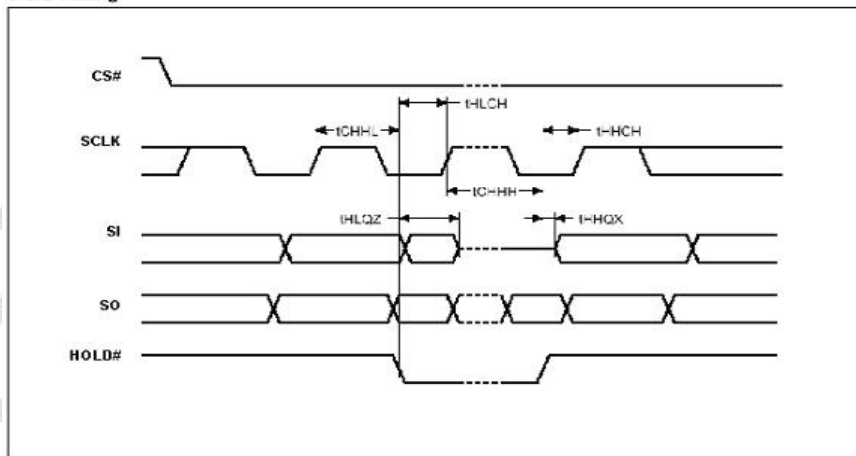 CS#
tHLCH
tCHHL
tHHCH
SCLK
tCHHH
tHLQZ
tHHQX
SI
SO
HOLD#